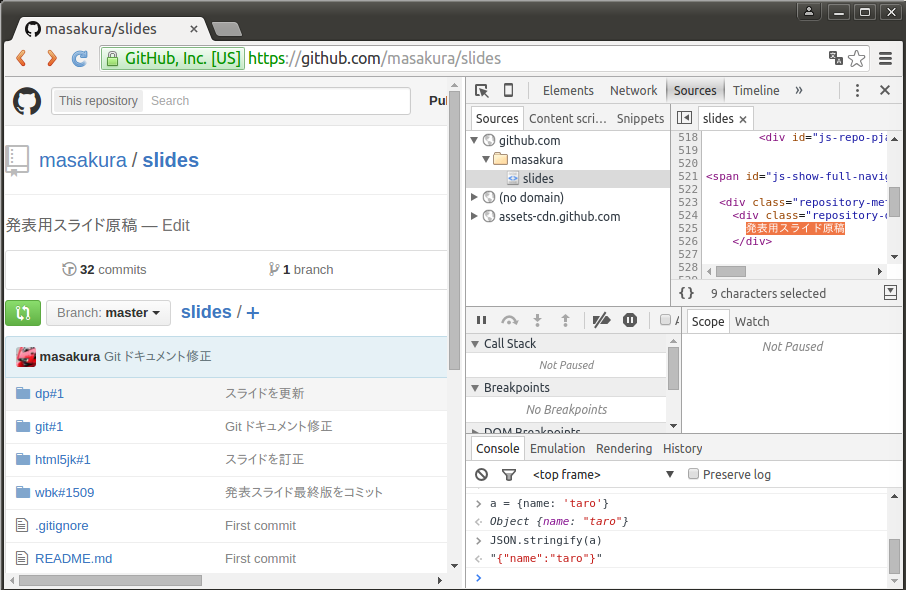 masakura/slides
GitHub, Inc. [US] https://github.com/masakura/slides
This repository Search
masakura / slides
発表用スライド原稿 — Edit
32 commits 1 branch
Branch: master slides / +
masakura Git ドキュメント修正
dp#1 スライドを更新
git#1 Git ドキュメント修正
html5jk#1 スライドを訂正
wbk#1509 発表スライド最終版をコミット
.gitignore First commit
README.md First commit
Elements Network Sources Timeline »
Sources Content scri... Snippets
github.com
masakura
slides
(no domain)
assets-cdn.github.com
slides
518 <div id="js-repo-pja
519
520
521 <span id="js-show-full-navig
522
523 <div class="repository-met
524 <div class="repository-d
525 発表用スライド原稿
526 </div>
527
528
{} 9 characters selected
Call Stack
Not Paused
Breakpoints
No Breakpoints
DOM Breakpoints
Scope Watch
Not Paused
Console Emulation Rendering History
<top frame> Preserve log
> a = {name: 'taro'}
Object {name: "taro"}
> JSON.stringify(a)
"{"name":"taro"}"
>